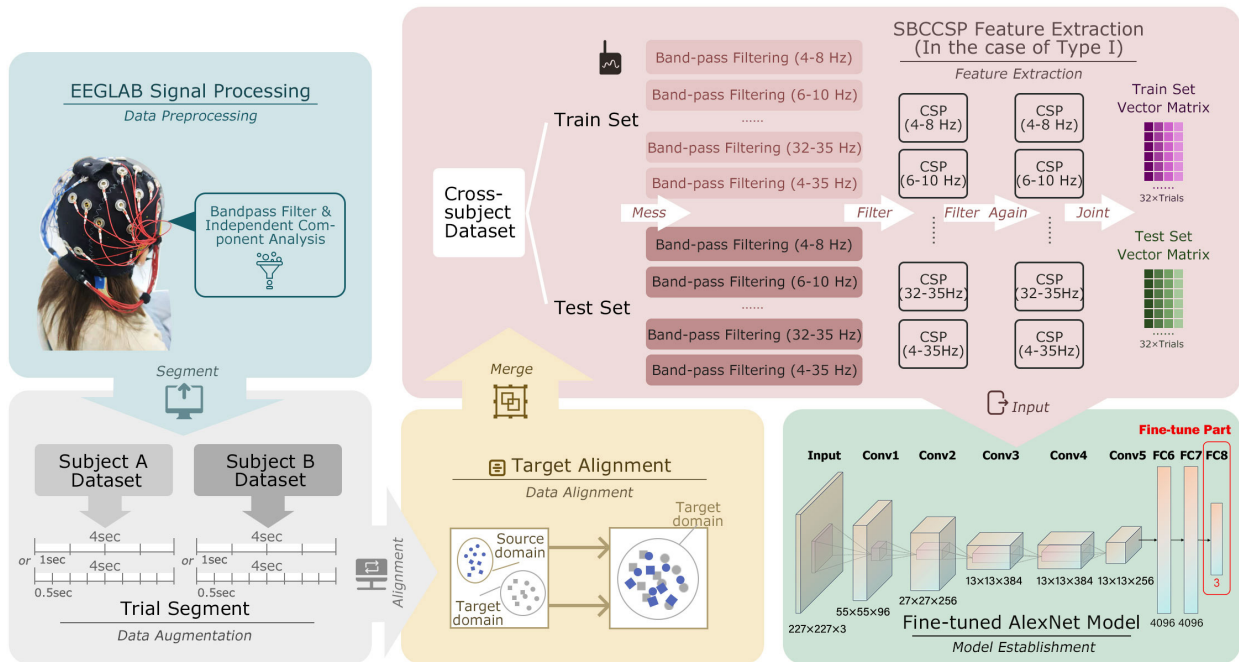 EEGLAB Signal Processing
Data Preprocessing
Bandpass Filter &
Independent Com-
ponent Analysis
Segment
Subject A
Dataset
Subject B
Dataset
4sec
4sec
or 1sec
or 1sec
4sec
4sec
0.5sec
0.5sec
Trial Segment
Data Augmentation
Alignment
Target Alignment
Data Alignment
Source
domain
Target
domain
Target
domain
Merge
Cross-
subject
Dataset
Train Set
Test Set
Mess
Band-pass Filtering (4-8 Hz)
Band-pass Filtering (6-10 Hz)
......
Band-pass Filtering (32-35 Hz)
Band-pass Filtering (4-35 Hz)
Band-pass Filtering (4-8 Hz)
Band-pass Filtering (6-10 Hz)
......
Band-pass Filtering (32-35 Hz)
Band-pass Filtering (4-35 Hz)
SBCCSP Feature Extraction
(In the case of Type I)
Feature Extraction
Filter
CSP
(4-8 Hz)
CSP
(6-10 Hz)
CSP
(32-35Hz)
CSP
(4-35Hz)
Filter Again
CSP
(4-8 Hz)
CSP
(6-10 Hz)
CSP
(32-35Hz)
CSP
(4-35Hz)
Joint
Train Set
Vector Matrix
......
32×Trials
Test Set
Vector Matrix
......
32×Trials
Input
Fine-tune Part
Input
Conv1
Conv2
Conv3
Conv4
Conv5
FC6
FC7
FC8
227×227×3
55×55×96
27×27×256
13×13×384
13×13×384
13×13×256
4096
4096
3
Fine-tuned AlexNet Model
Model Establishment